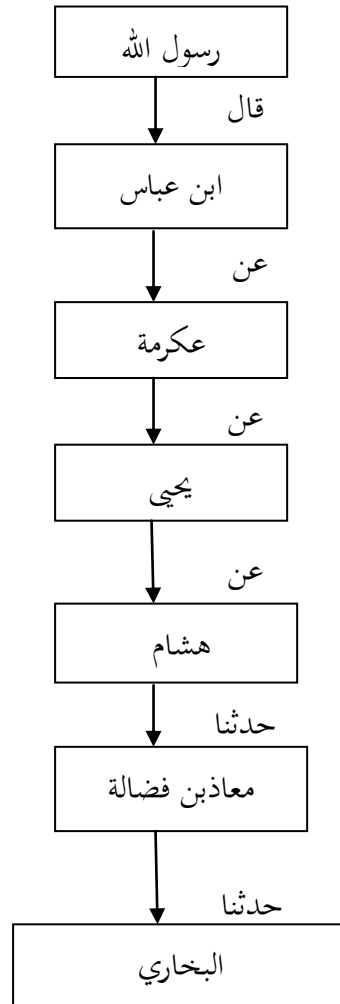 رسول الله
قال
ابن عباس
عن
عكرمة
عن
يحيى
عن
هشام
حدثنا
معاذبن فضالة
حدثنا
البخاري